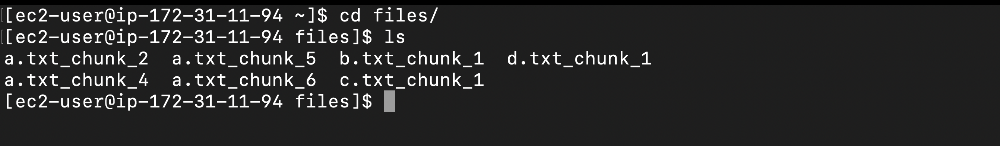 [ec2-user@ip-172-31-11-94 ~]$ cd files/
[ec2-user@ip-172-31-11-94 files]$ ls
a.txt_chunk_2  a.txt_chunk_5  b.txt_chunk_1  d.txt_chunk_1
a.txt_chunk_4  a.txt_chunk_6  c.txt_chunk_1
[ec2-user@ip-172-31-11-94 files]$